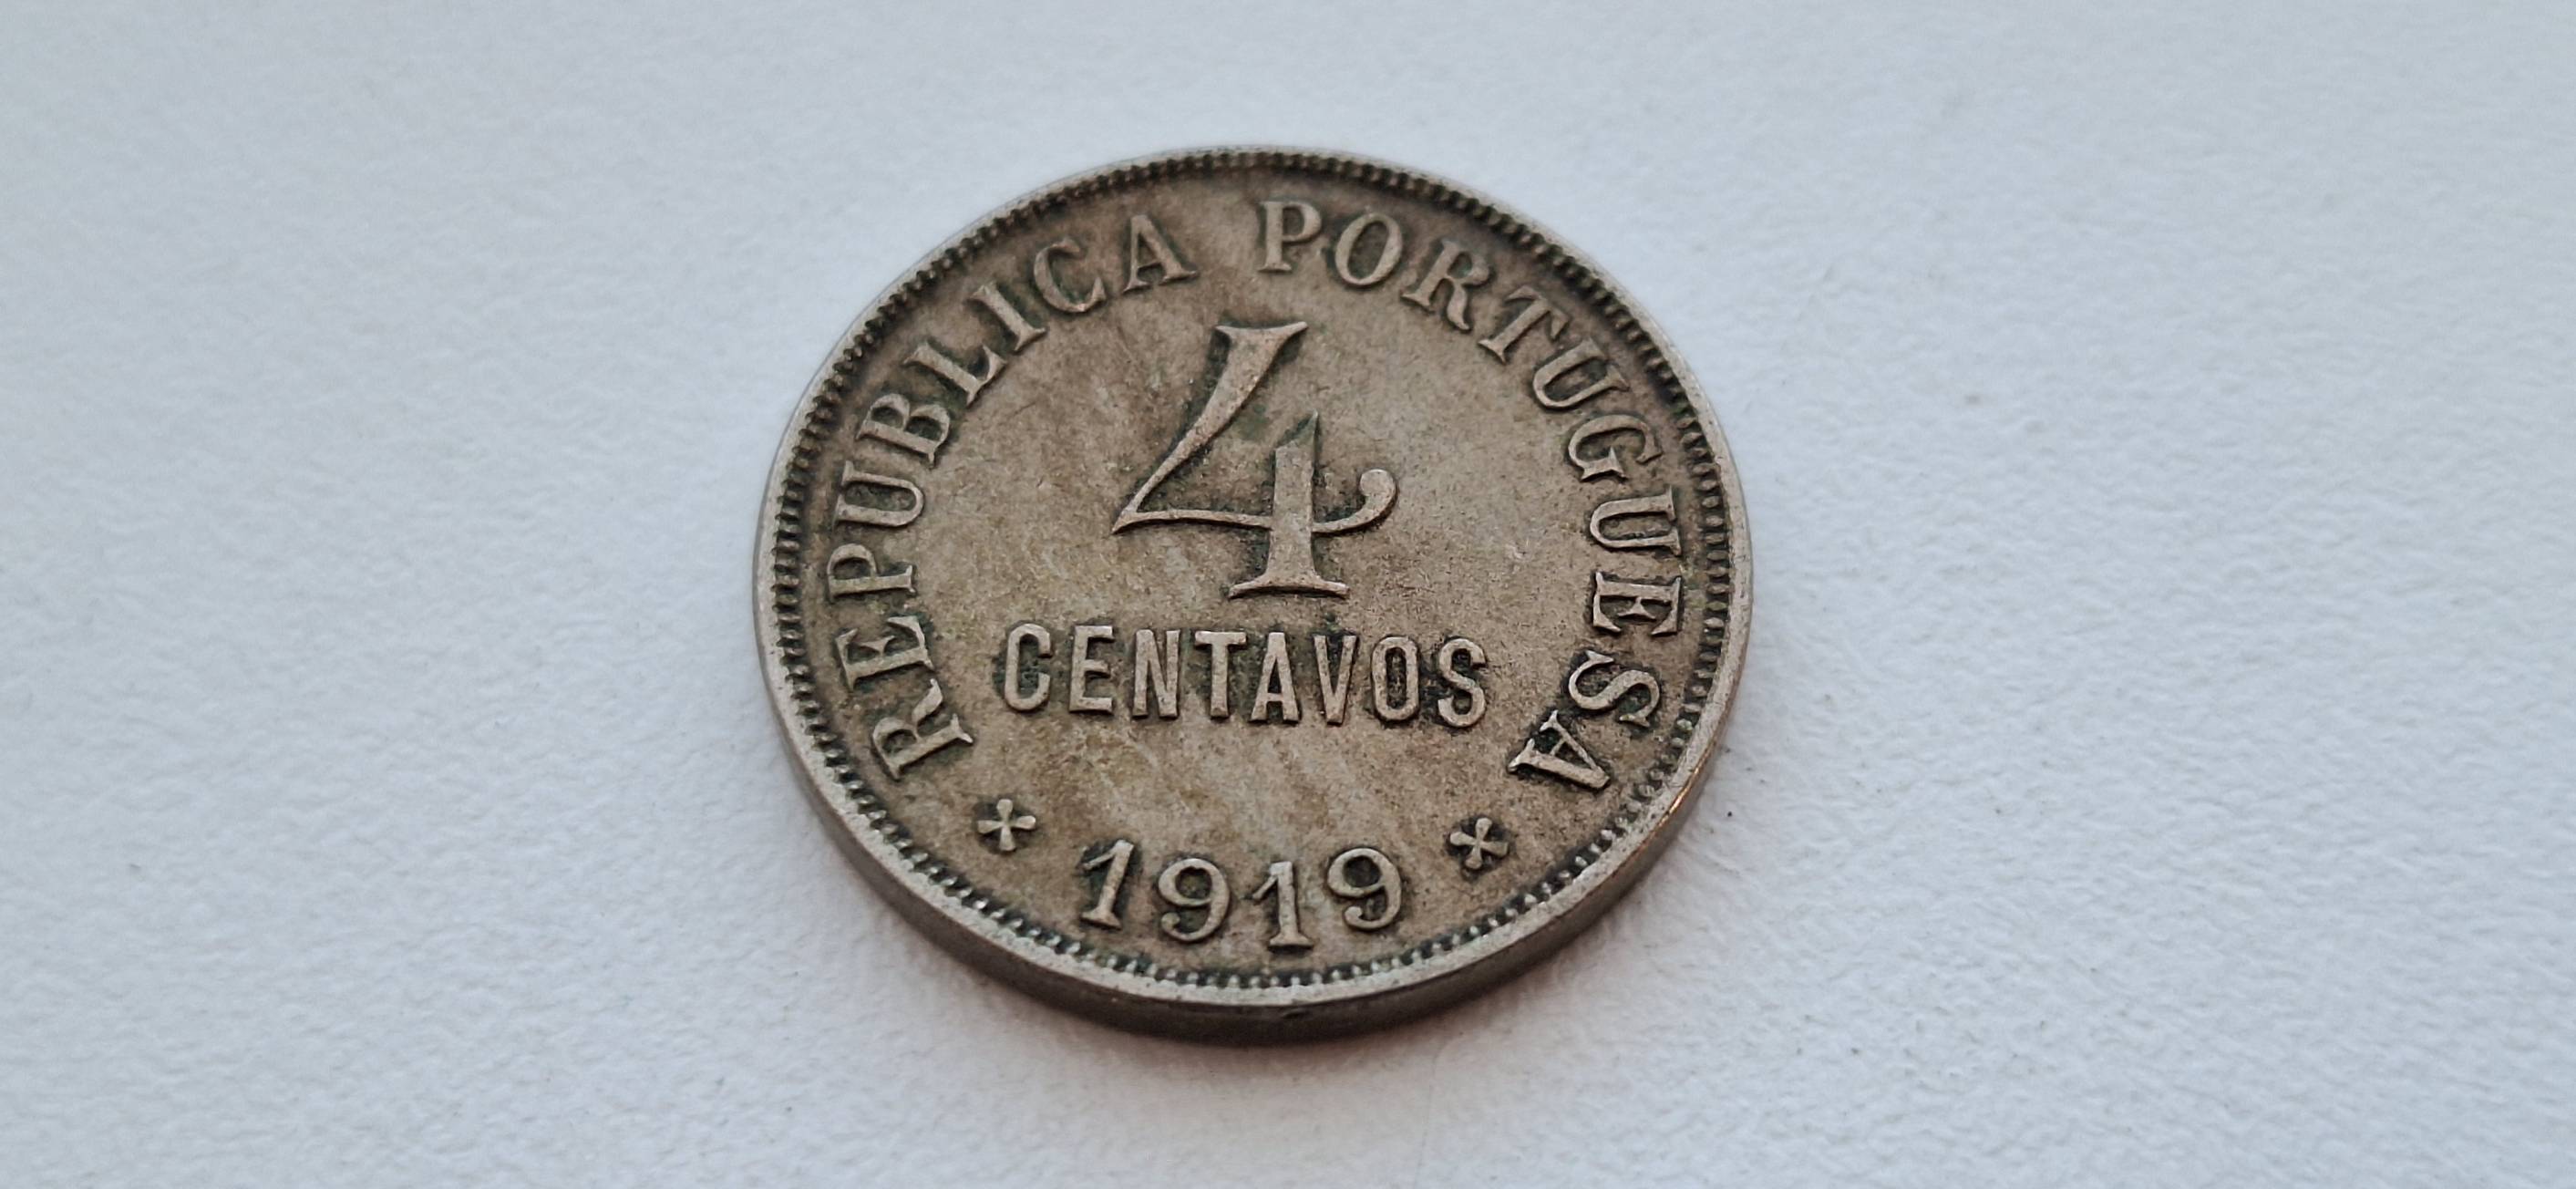 REPUBLICA PORTUGUESA
4
CENTAVOS
* 1919 *